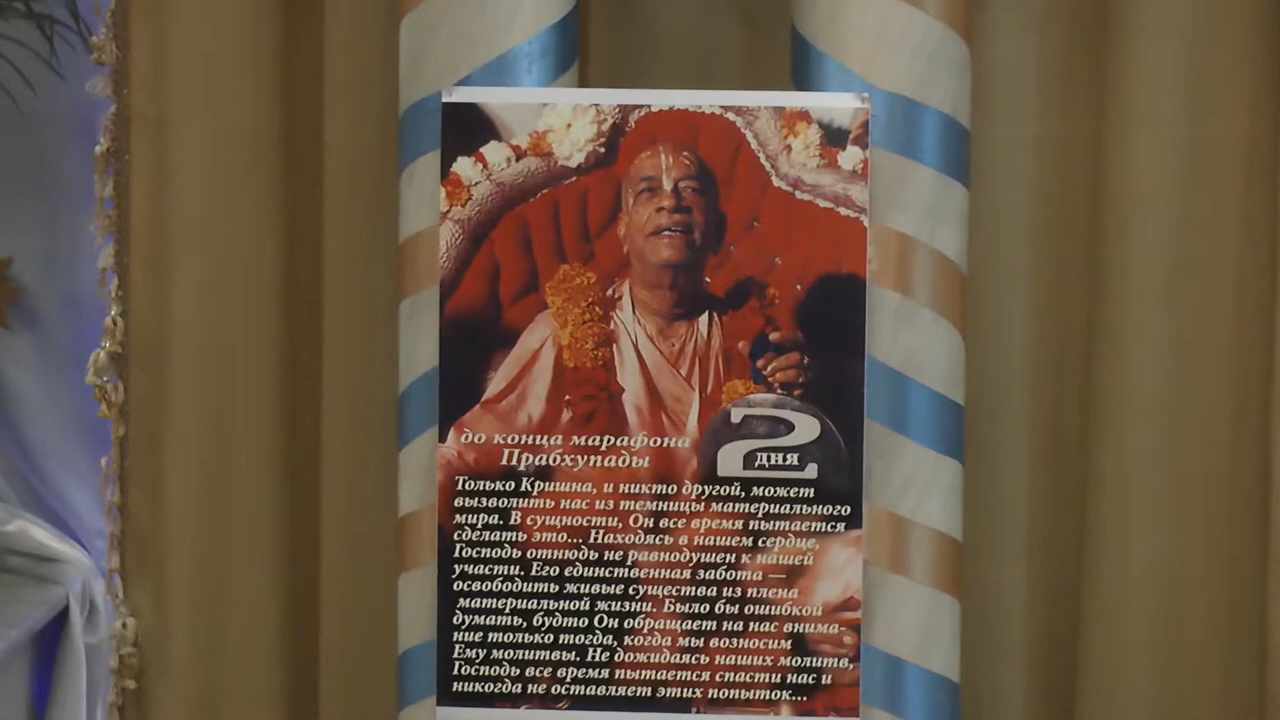 до конца марафона
Прабхупады
2
дня
Только Кришна, и никто другой, может
вызволить нас из темницы материального
мира. В сущности, Он все время пытается
сделать это... Находясь в нашем сердце,
Господь отнюдь не равнодушен к нашей
участи. Его единственная забота —
освободить живые существа из плена
материальной жизни. Было бы ошибкой
думать, будто Он обращает на нас внима-
ние только тогда, когда мы возносим
Ему молитвы. Не дожидаясь наших молитв,
Господь все время пытается спасти нас и
никогда не оставляет этих попыток...